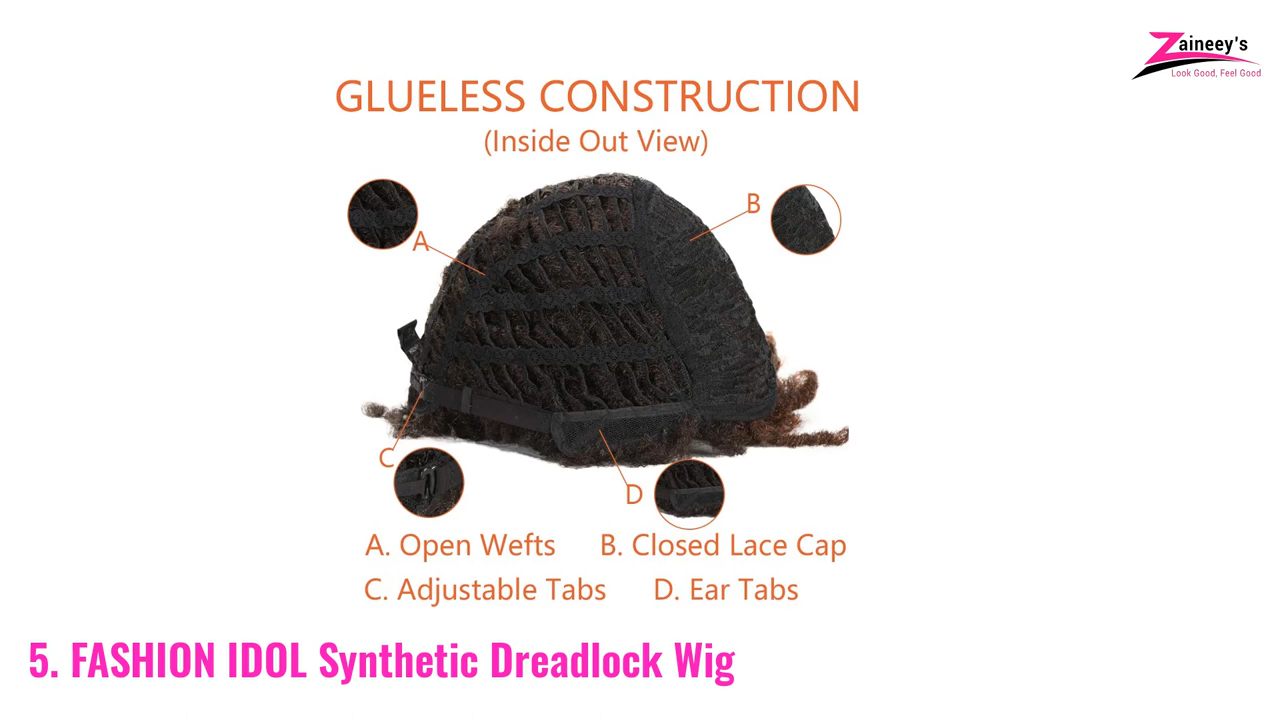 Zaineey's
Look Good, Feel Good
GLUELESS CONSTRUCTION
(Inside Out View)
B
A
C
D
A. Open Wefts B. Closed Lace Cap
C. Adjustable Tabs D. Ear Tabs
5. FASHION IDOL Synthetic Dreadlock Wig